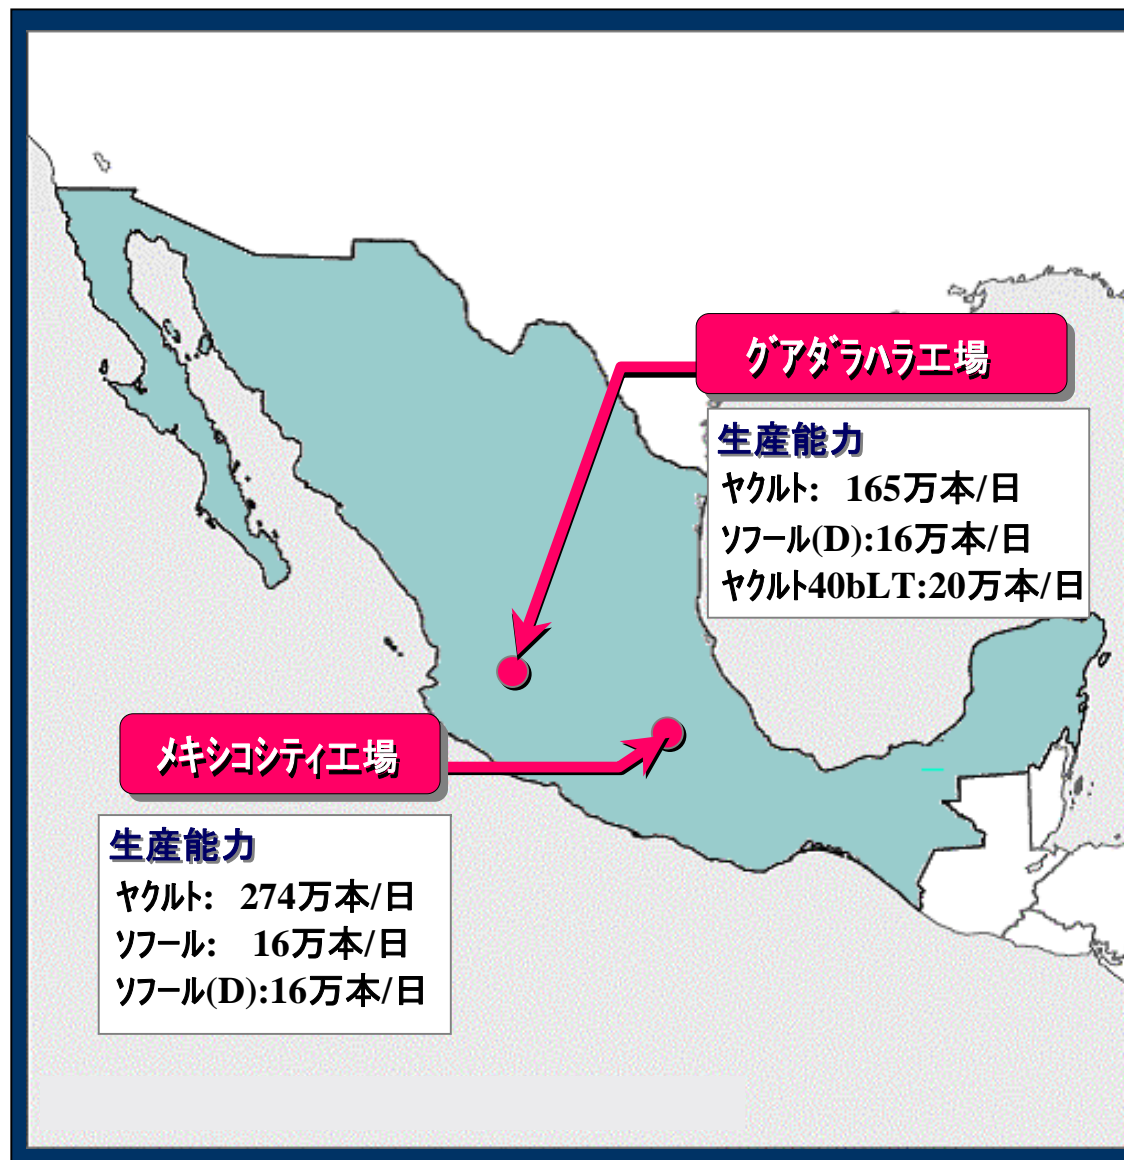 グアダラハラ工場
生産能力
ヤクルト: 165万本/日
ソフール(D):16万本/日
ヤクルト40bLT:20万本/日
メキシコシティ工場
生産能力
ヤクルト: 274万本/日
ソフール: 16万本/日
ソフール(D):16万本/日